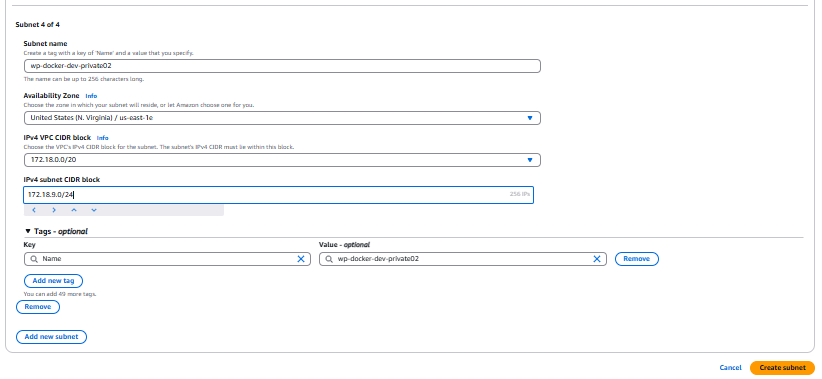 Subnet 4 of 4
Subnet name
Create a tag with a key of 'Name' and a value that you specify.
wp-docker-dev-private02
The name can be up to 256 characters long.
Availability Zone Info
Choose the zone in which your subnet will reside, or let Amazon choose one for you.
United States (N. Virginia) / us-east-1e
IPv4 VPC CIDR block Info
Choose the VPC's IPv4 CIDR block for the subnet. The subnet's IPv4 CIDR must lie within this block.
172.18.0.0/20
IPv4 subnet CIDR block
172.18.9.0/24 256 IPs
Tags - optional
Key Value - optional
Name wp-docker-dev-private02 Remove
Add new tag
You can add 49 more tags.
Remove
Add new subnet
Cancel Create subnet